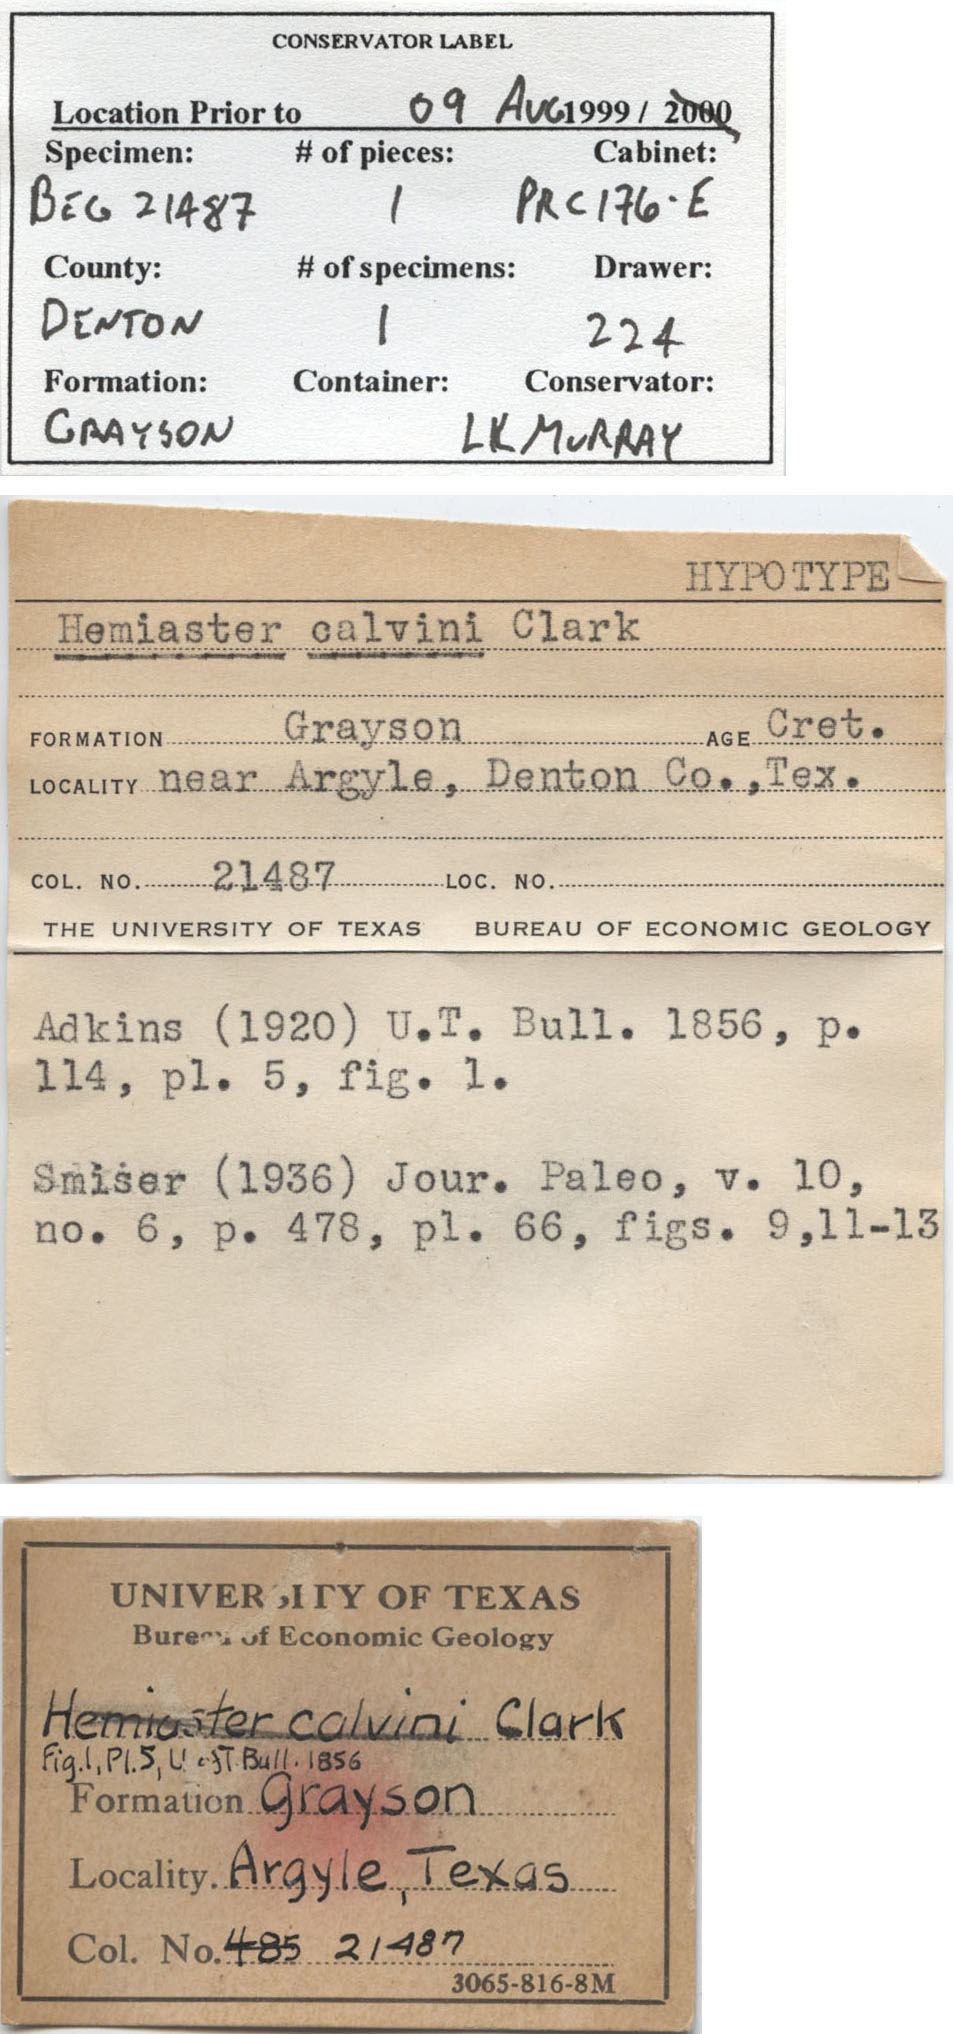 CONSERVATOR LABEL
Location Prior to 09 AUG 1999 / 2000
Specimen: # of pieces: Cabinet:
BEG 21487 1 PRC176-E
County: # of specimens: Drawer:
DENTON 1 224
Formation: Container: Conservator:
GRAYSON LK MURRAY
HYPOTYPE
Hemiaster calvini Clark
FORMATION Grayson AGE Cret.
LOCALITY near Argyle, Denton Co., Tex.
COL. NO. 21487 LOC. NO.
THE UNIVERSITY OF TEXAS BUREAU OF ECONOMIC GEOLOGY
Adkins (1920) U.T. Bull. 1856, p.
114, pl. 5, fig. 1.
Smiser (1936) Jour. Paleo, v. 10,
no. 6, p. 478, pl. 66, figs. 9,11-13
UNIVERSITY OF TEXAS
Bureau of Economic Geology
Hemiaster calvini Clark
Fig.1, Pl.5, U of T Bull. 1856
Formation Grayson
Locality. Argyle, Texas
Col. No. 485 21487
3065-816-8M